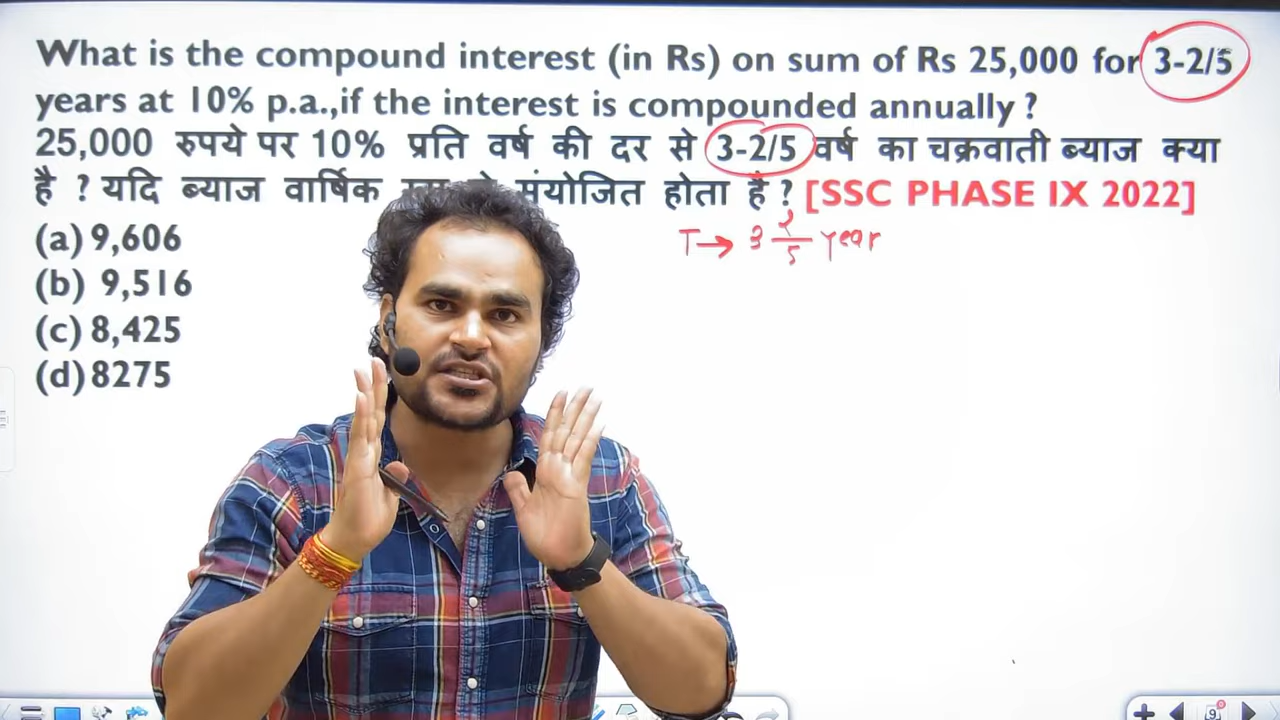 What is the compound interest (in Rs) on sum of Rs 25,000 for 3-2/5
years at 10% p.a.,if the interest is compounded annually ?
25,000 रुपये पर 10% प्रति वर्ष की दर से 3-2/5 वर्ष का चक्रवाती ब्याज क्या
है ? यदि ब्याज वार्षिक संयोजित होता है ? [SSC PHASE IX 2022]
T→ 3 2/5 year
(a) 9,606
(b) 9,516
(c) 8,425
(d) 8275
9